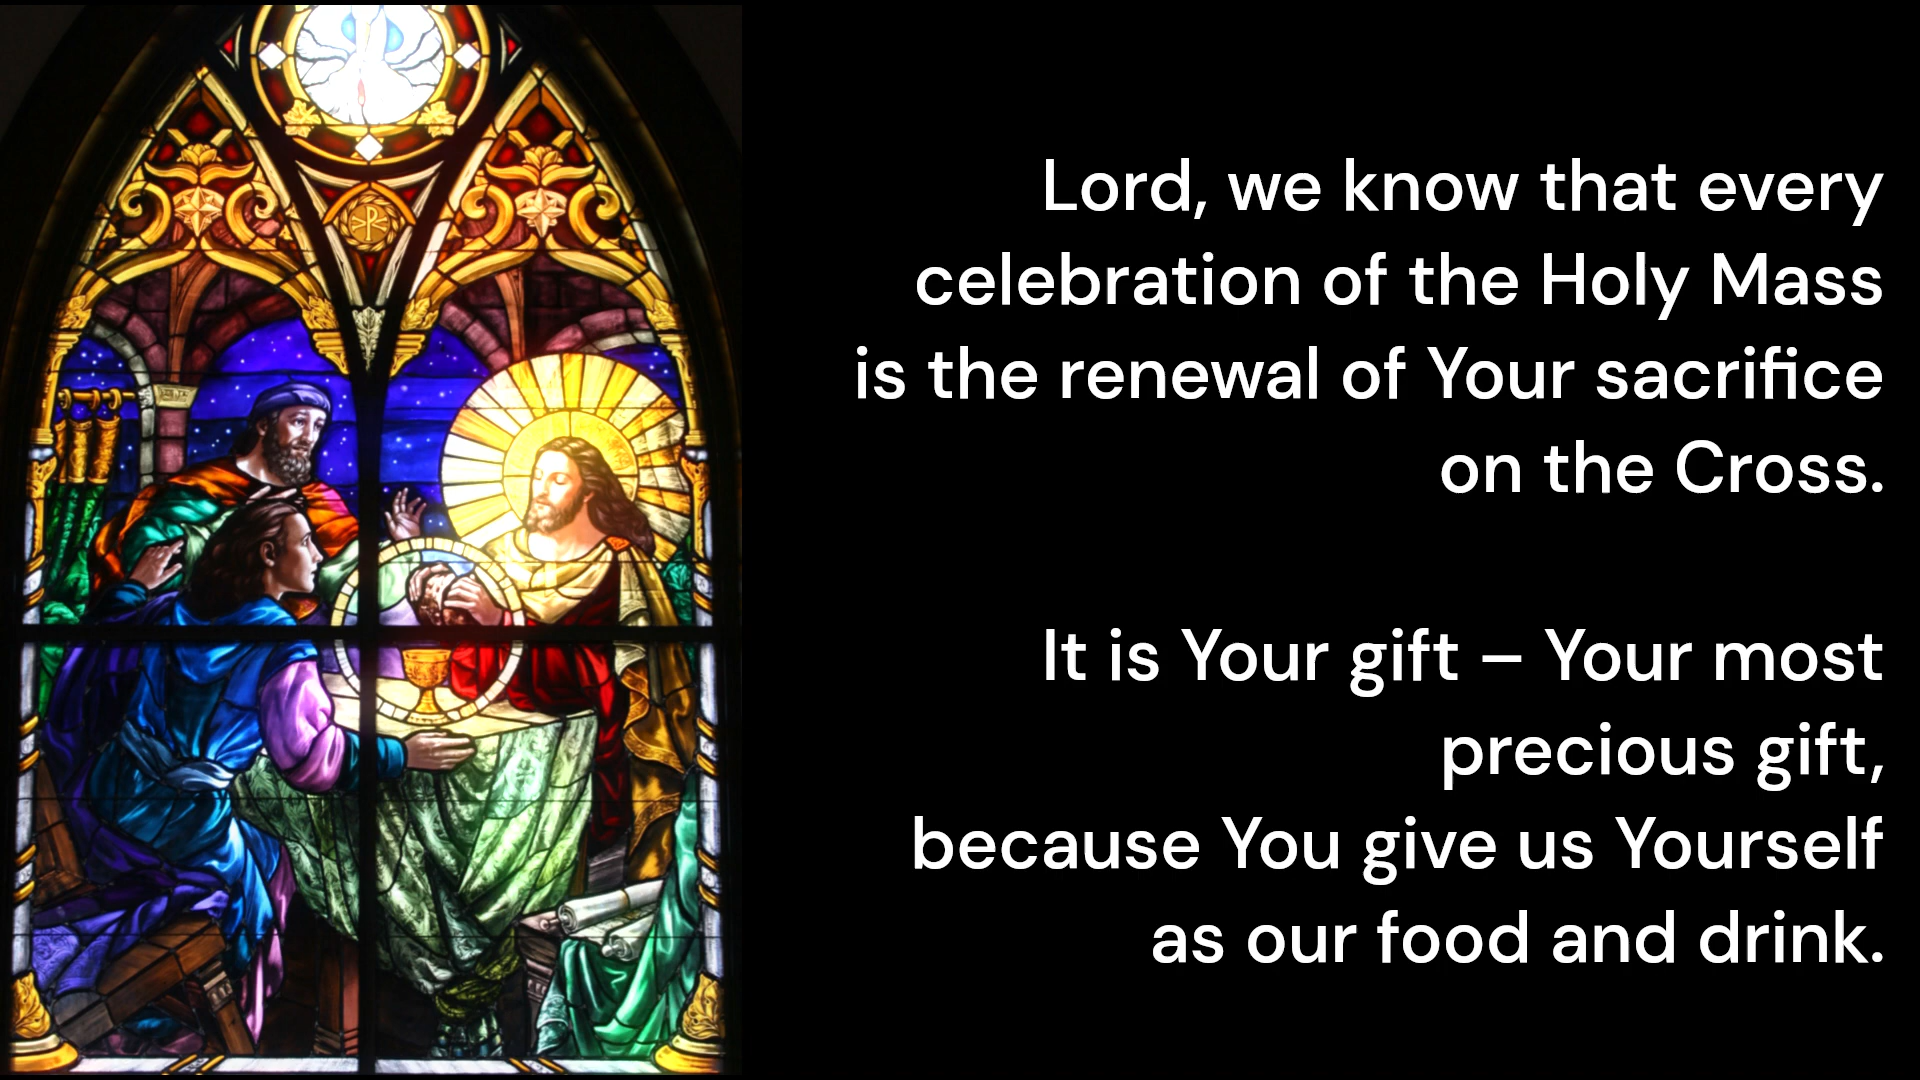 Lord, we know that every
celebration of the Holy Mass
is the renewal of Your sacrifice
on the Cross.
It is Your gift – Your most
precious gift,
because You give us Yourself
as our food and drink.